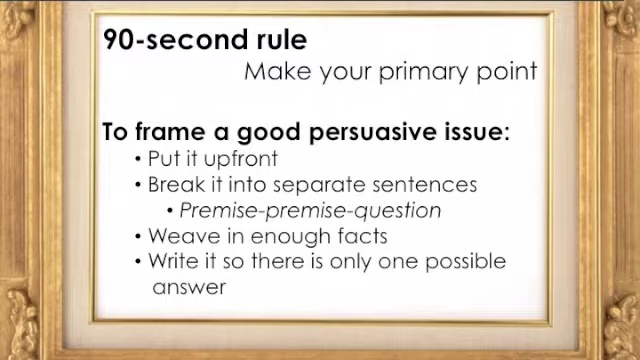 90-second rule
Make your primary point
To frame a good persuasive issue:
• Put it upfront
• Break it into separate sentences
• Premise-premise-question
• Weave in enough facts
• Write it so there is only one possible
answer